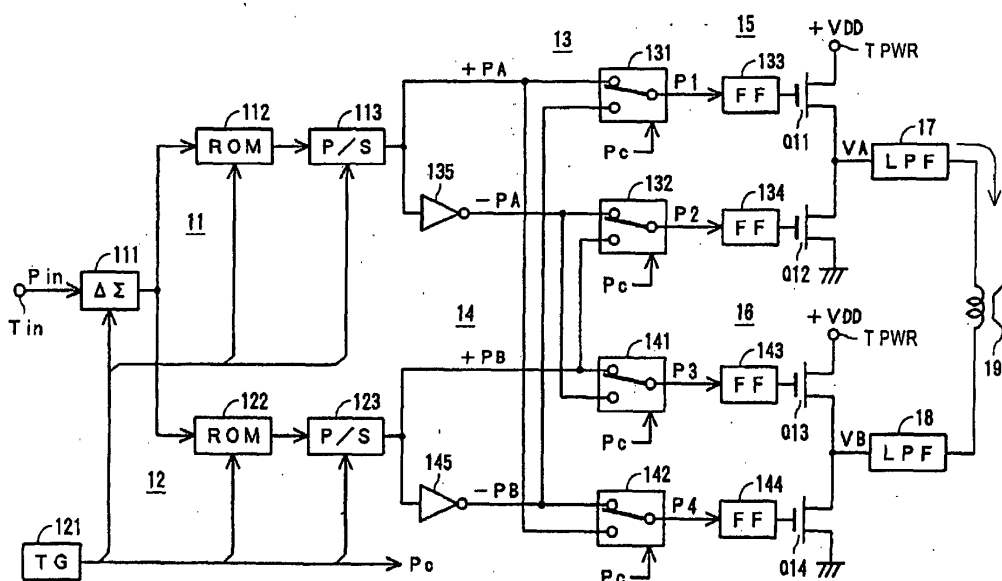 13
15
+VDD
TPWR
+PA
131
P1
133
FF
112
ROM
113
P/S
Pc
Q11
VA
17
LPF
135
-PA
132
P2
134
FF
11
111
Pin
ΔΣ
Tin
Pc
Q12
14
16
+VDD
TPWR
19
+PB
141
P3
143
FF
122
ROM
123
P/S
Pc
Q13
VB
18
LPF
12
145
-PB
142
P4
144
FF
121
TG
Pc
Pc
Q14